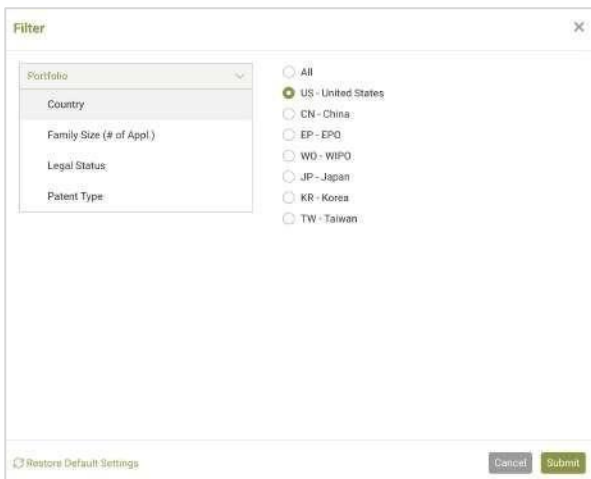 Filter
Portfolio
Country
Family Size (# of Appl.)
Legal Status
Patent Type
All
US - United States
CN - China
EP - EPO
WO - WIPO
JP - Japan
KR - Korea
TW - Taiwan
Restore Default Settings
Cancel
Submit